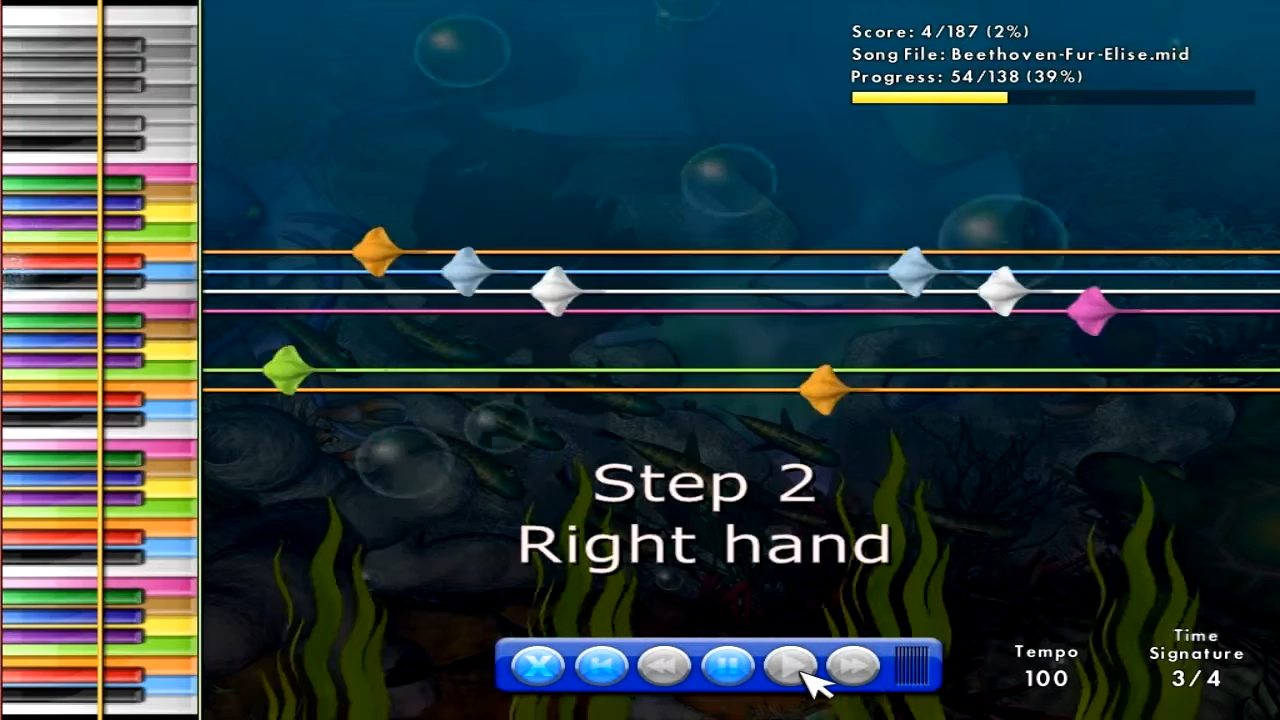 Score: 4/187 (2%)
Song File: Beethoven-Fur-Elise.mid
Progress: 54/138 (39%)
Step 2
Right hand
Tempo
100
Time
Signature
3/4